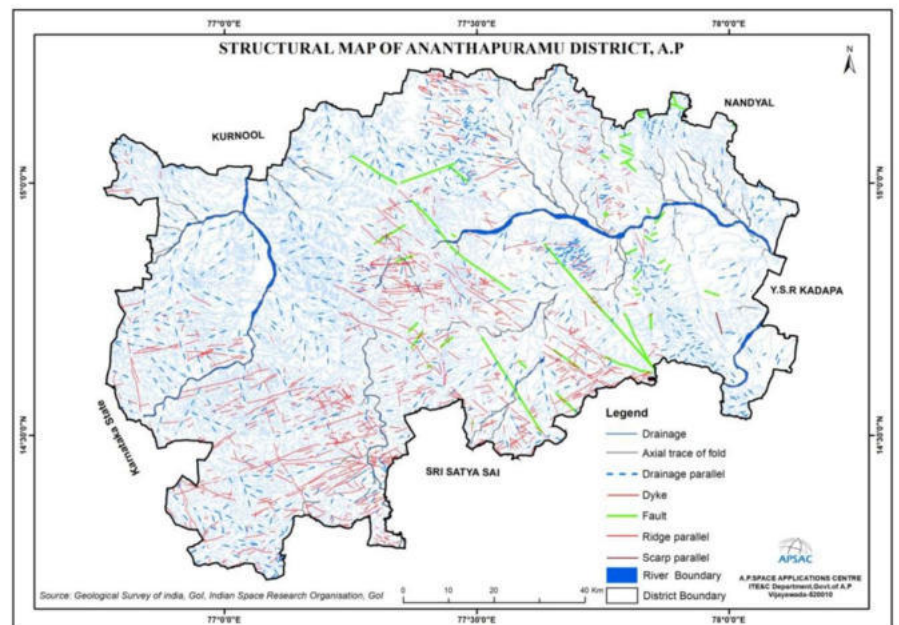 77°0'0"E 77°30'0"E 78°0'0"E
STRUCTURAL MAP OF ANANTHAPURAMU DISTRICT, A.P
N
NANDYAL
KURNOOL
15°0'0"N 15°0'0"N
Y.S.R KADAPA
Karnataka State
14°30'0"N 14°30'0"N
SRI SATYA SAI
Legend
Drainage
Axial trace of fold
Drainage parallel
Dyke
Fault
Ridge parallel
Scarp parallel
River Boundary
District Boundary
APSAC
A.P.SPACE APPLICATIONS CENTRE
ITE&C Department,Govt.of A.P
Vijayawada-520010
Source: Geological Survey of india, GoI, Indian Space Research Organisation, GoI
0 10 20 40 Km
77°0'0"E 77°30'0"E 78°0'0"E